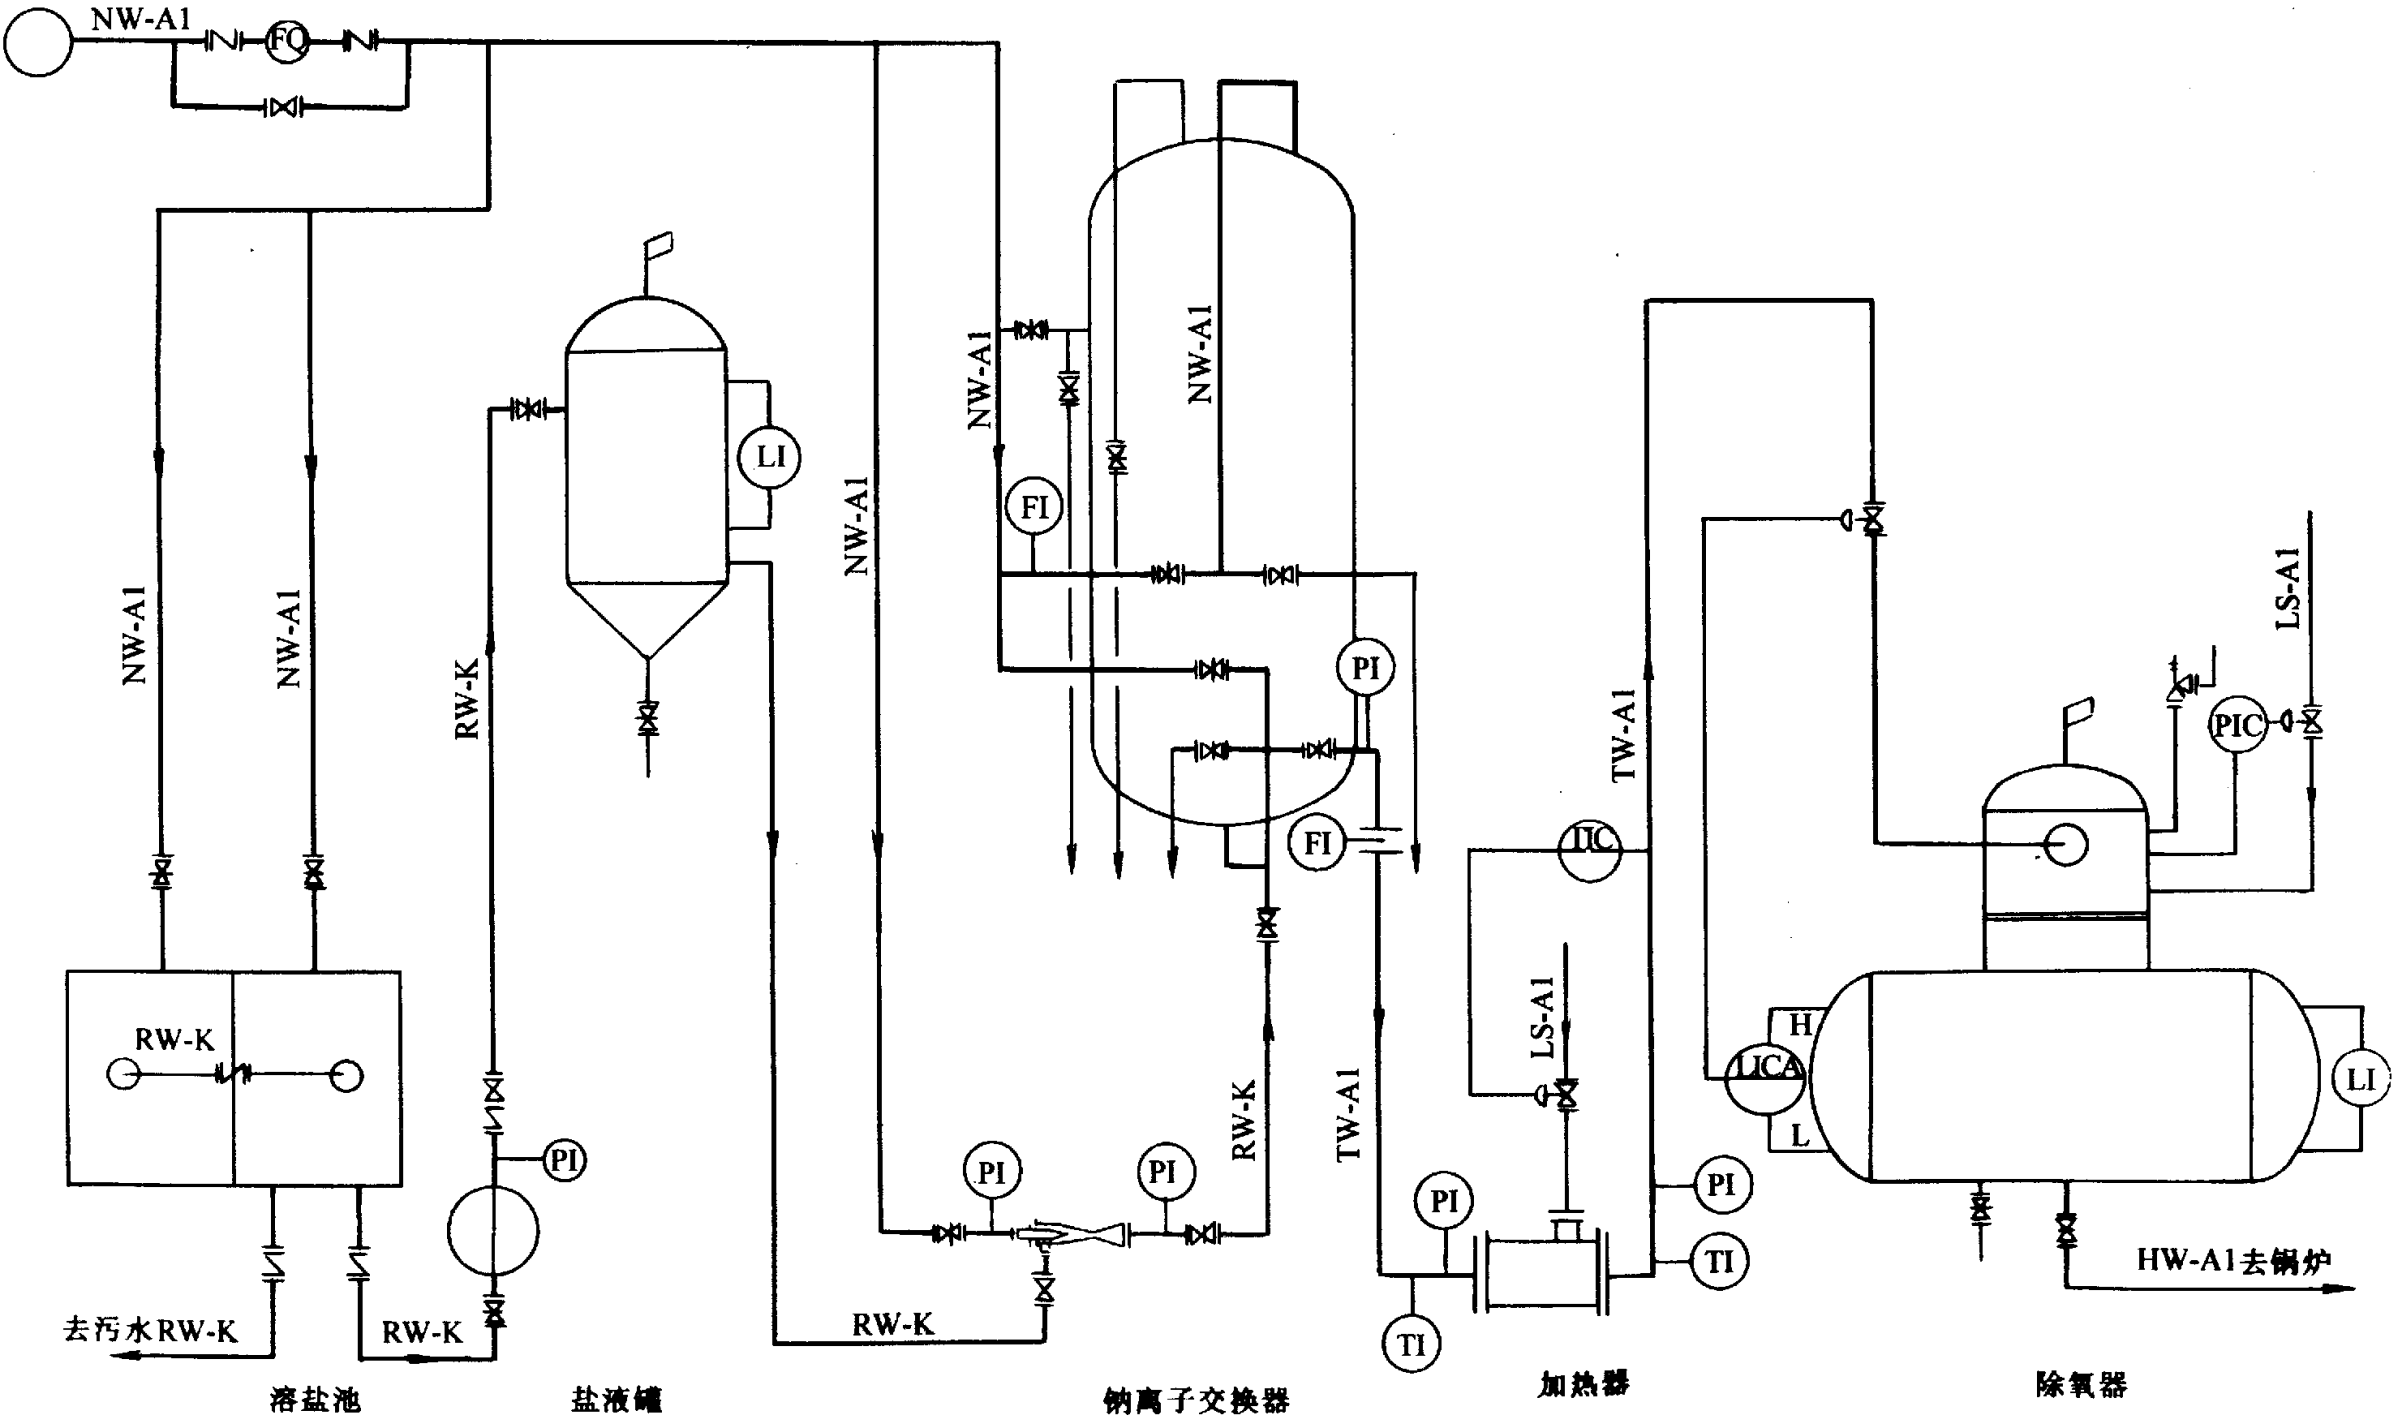 NW-A1
FQ
NW-A1
NW-A1
LI
RW-K
NW-A1
NW-A1
FI
NW-A1
PI
FI
TW-A1
TIC
LS-A1
PIC
RW-K
PI
PI
PI
RW-K
TW-A1
LS-A1
PI
TI
PI
TI
H
LICA
L
LI
去污水RW-K
RW-K
RW-K
HW-A1去锅炉
溶盐池
盐液罐
钠离子交换器
加热器
除氧器